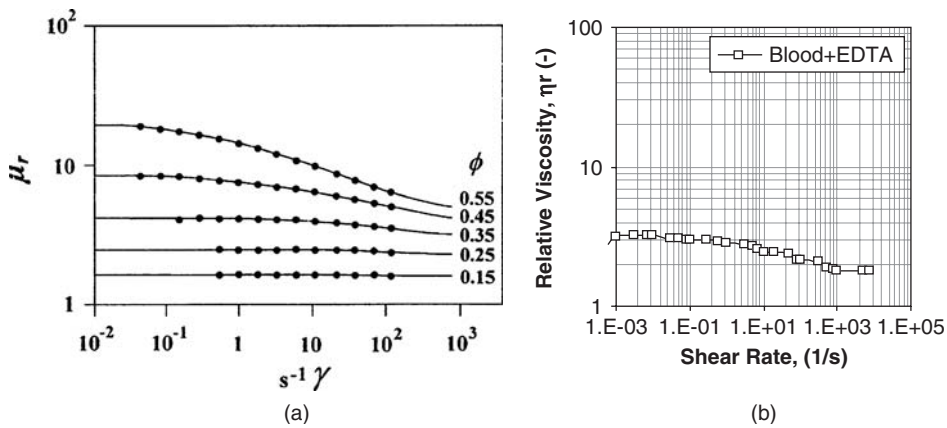 10²
μr
10
1
ϕ
0.55
0.45
0.35
0.25
0.15
10⁻² 10⁻¹ 1 10 10² 10³
s⁻¹ γ
(a)
100
10
1
Relative Viscosity, ηr (-)
Blood+EDTA
1.E-03 1.E-01 1.E+01 1.E+03 1.E+05
Shear Rate, (1/s)
(b)